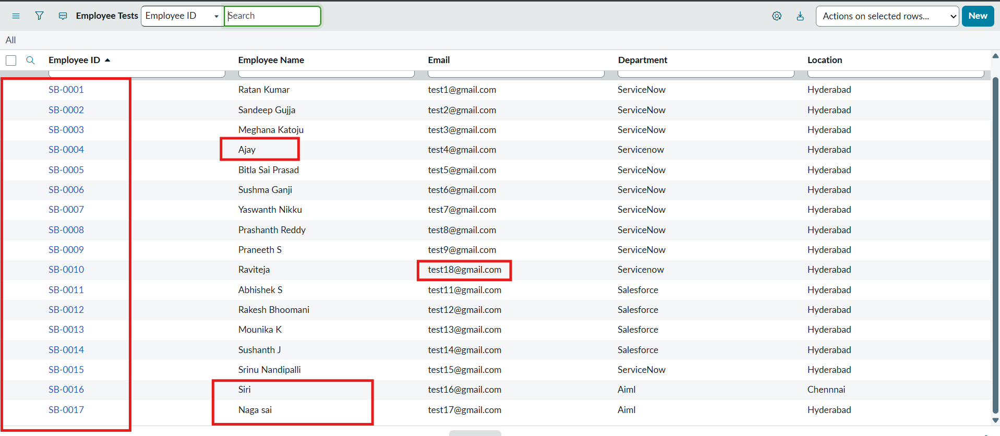 Employee Tests Employee ID Search Actions on selected rows... New
All
Employee ID Employee Name Email Department Location
SB-0001 Ratan Kumar test1@gmail.com ServiceNow Hyderabad
SB-0002 Sandeep Gujja test2@gmail.com ServiceNow Hyderabad
SB-0003 Meghana Katoju test3@gmail.com ServiceNow Hyderabad
SB-0004 Ajay test4@gmail.com Servicenow Hyderabad
SB-0005 Bitla Sai Prasad test5@gmail.com ServiceNow Hyderabad
SB-0006 Sushma Ganji test6@gmail.com ServiceNow Hyderabad
SB-0007 Yaswanth Nikku test7@gmail.com ServiceNow Hyderabad
SB-0008 Prashanth Reddy test8@gmail.com ServiceNow Hyderabad
SB-0009 Praneeth S test9@gmail.com ServiceNow Hyderabad
SB-0010 Raviteja test18@gmail.com Servicenow Hyderabad
SB-0011 Abhishek S test11@gmail.com Salesforce Hyderabad
SB-0012 Rakesh Bhoomani test12@gmail.com Salesforce Hyderabad
SB-0013 Mounika K test13@gmail.com Salesforce Hyderabad
SB-0014 Sushanth J test14@gmail.com Salesforce Hyderabad
SB-0015 Srinu Nandipalli test15@gmail.com ServiceNow Hyderabad
SB-0016 Siri test16@gmail.com Aiml Chennnai
SB-0017 Naga sai test17@gmail.com Aiml Hyderabad